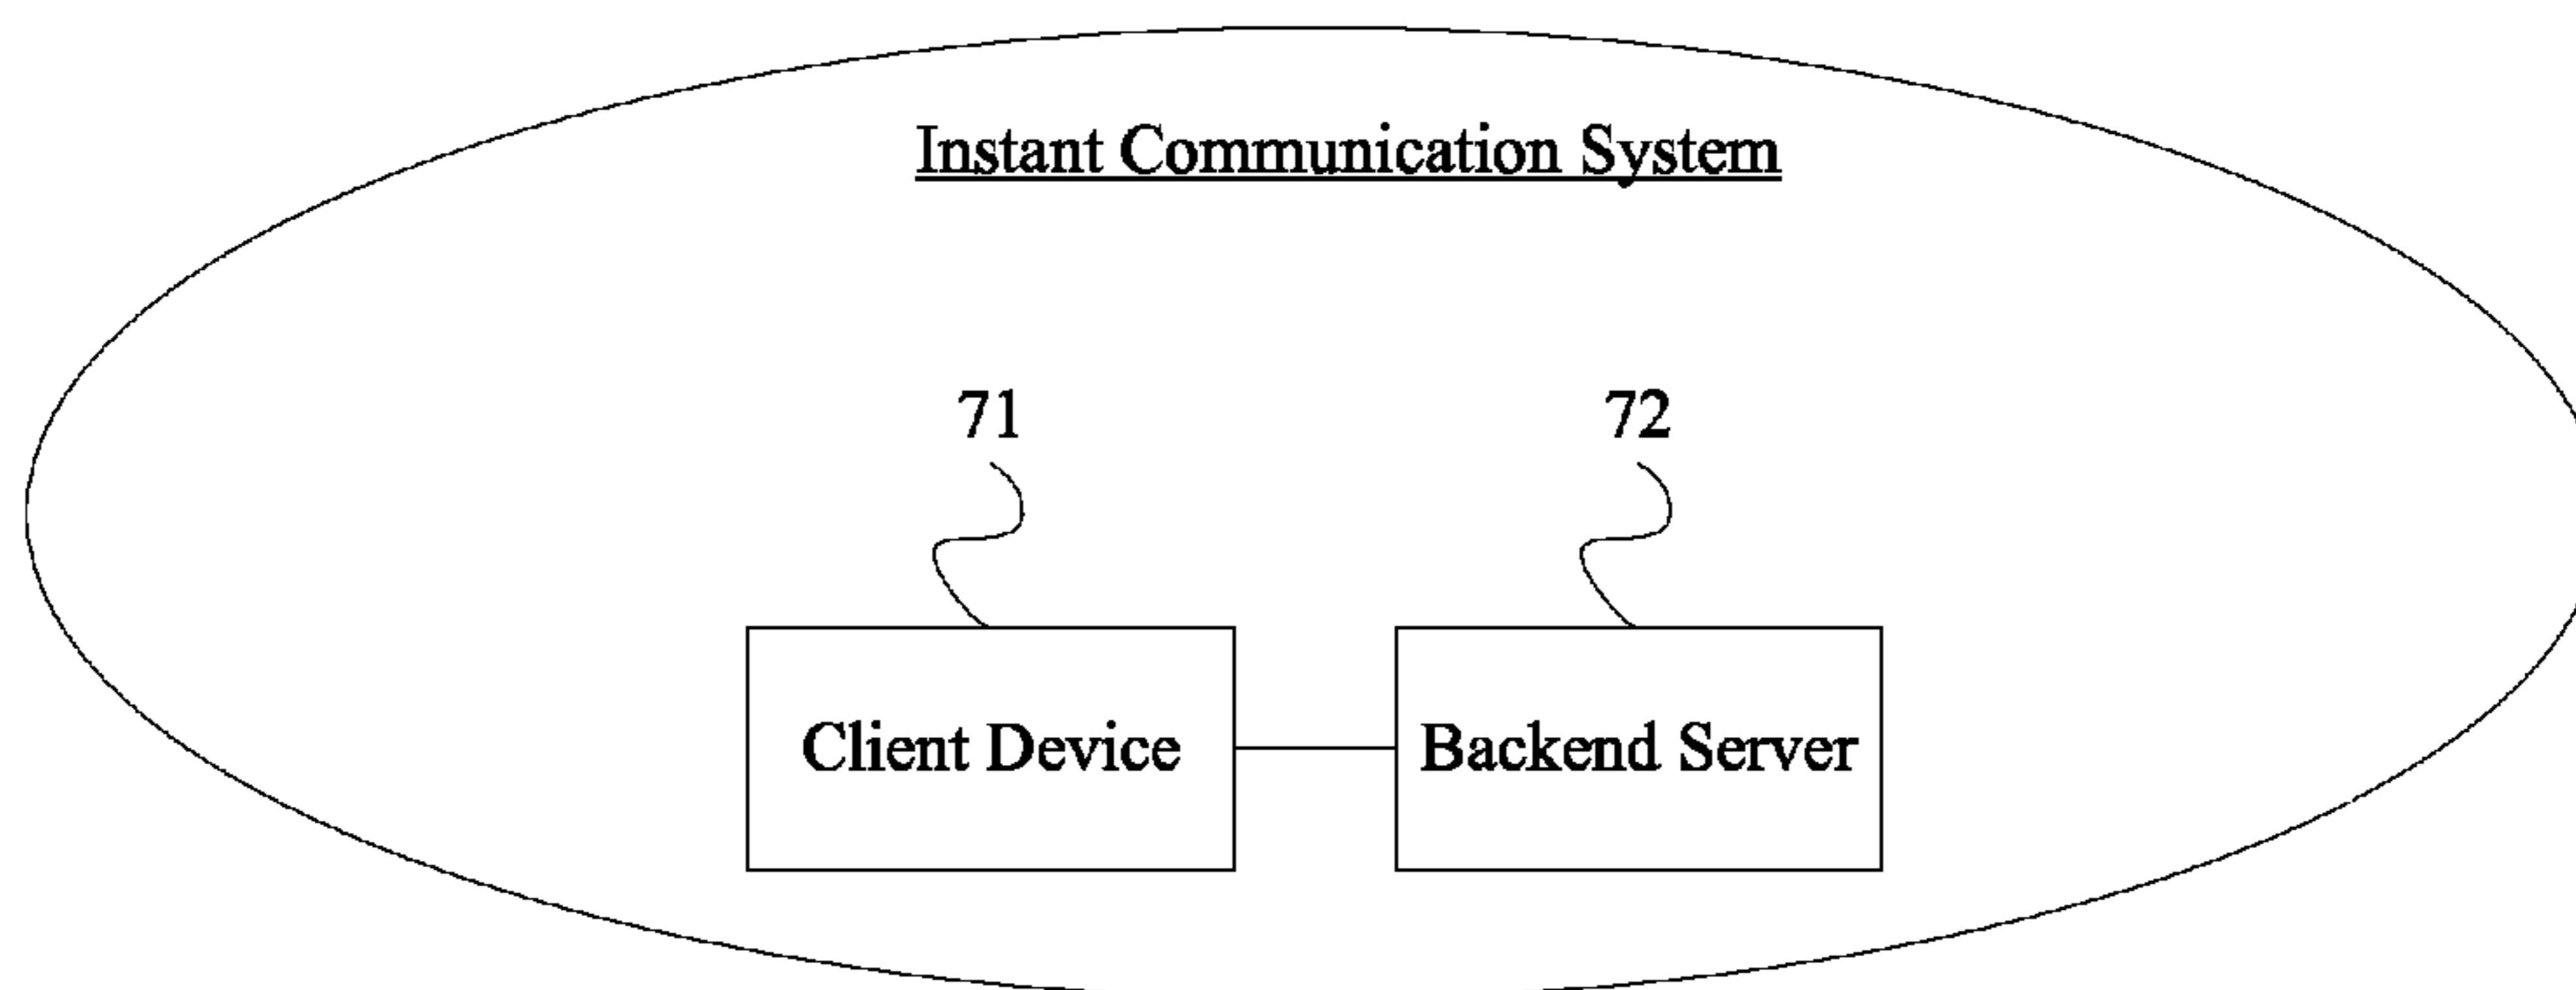 Instant Communication System
71
72
Client Device
Backend Server